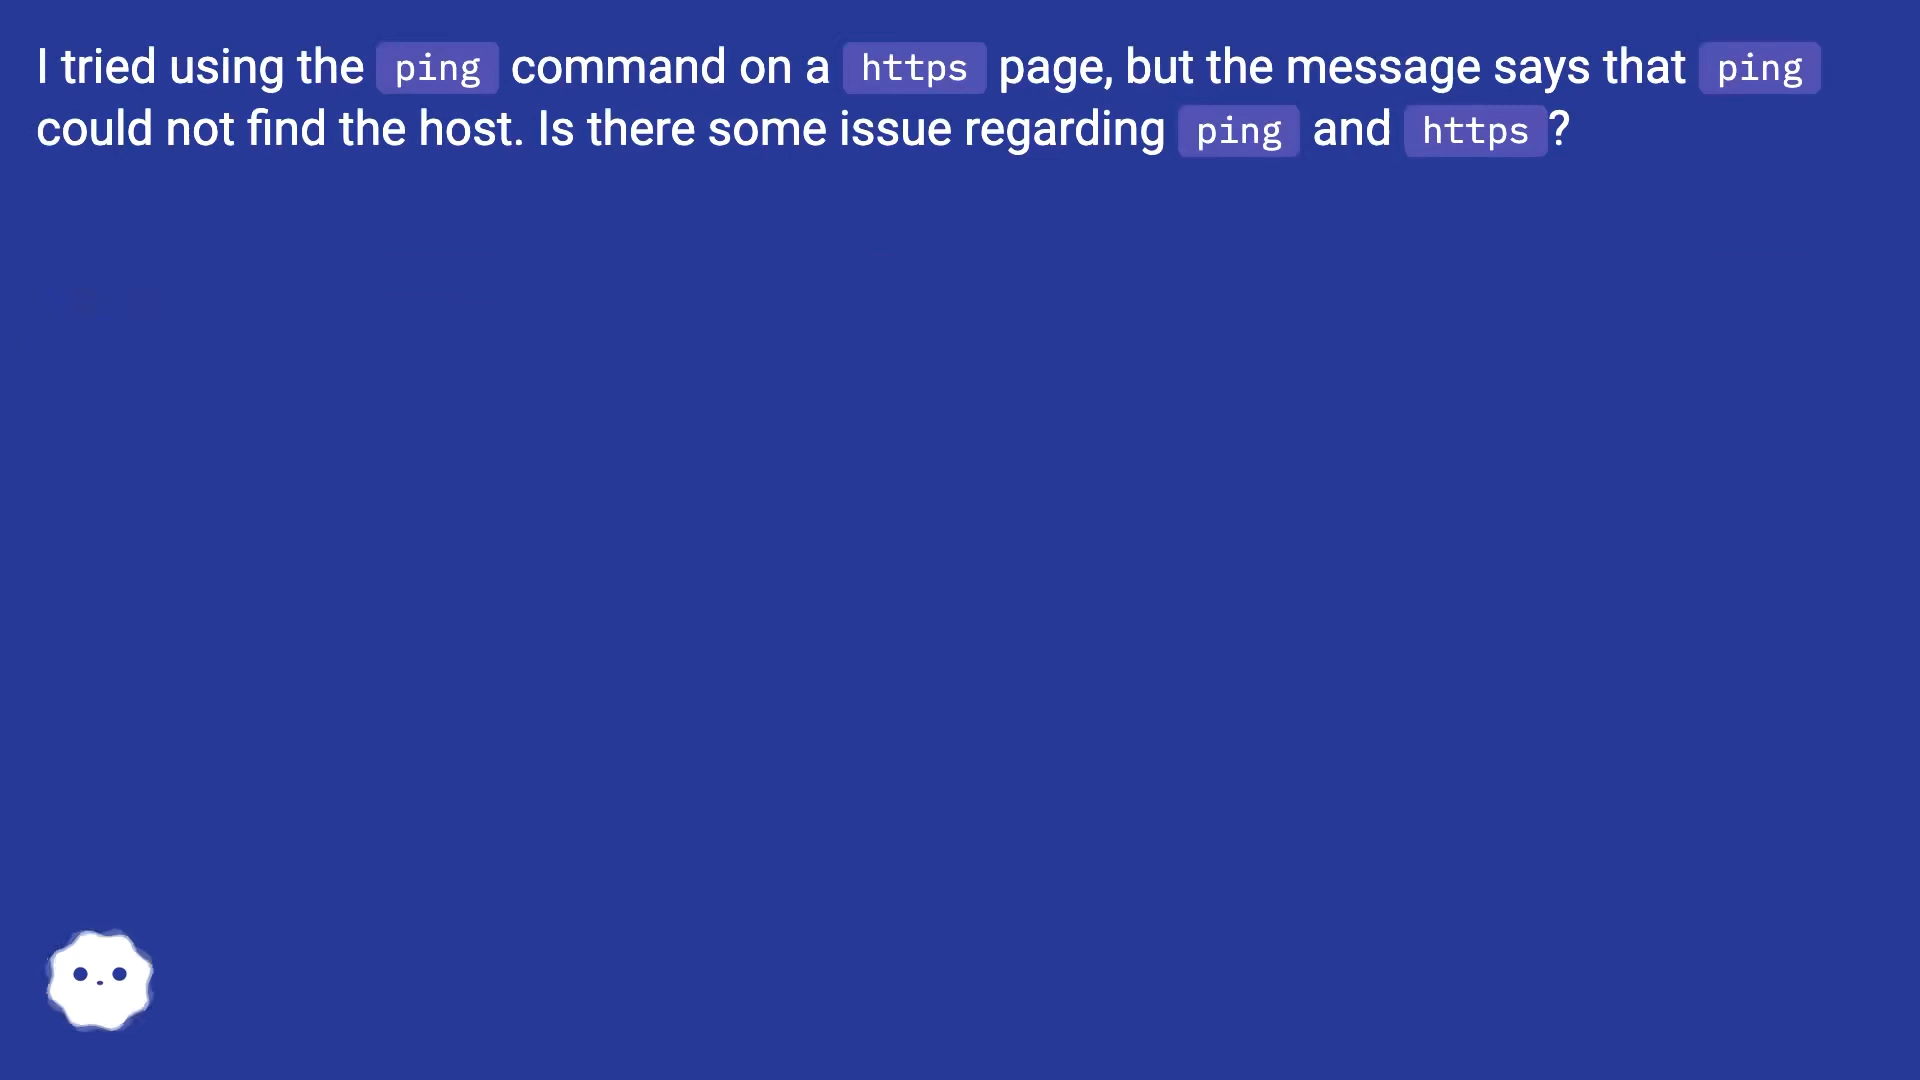 I tried using the ping command on a https page, but the message says that ping
could not find the host. Is there some issue regarding ping and https?